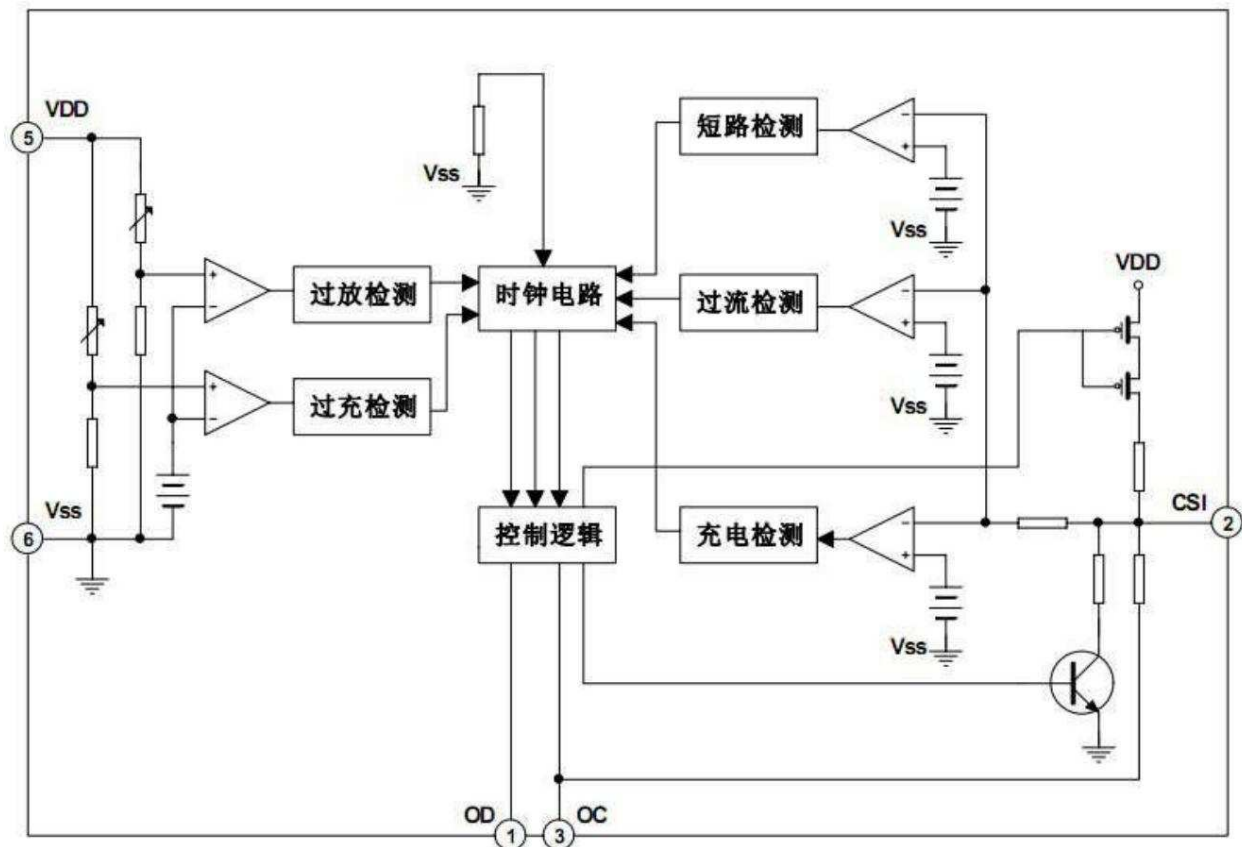 VDD
5
Vss
短路检测
-
+
Vss
VDD
+
-
过放检测
时钟电路
过流检测
-
+
Vss
+
-
过充检测
Vss
6
控制逻辑
充电检测
-
+
Vss
CSI
2
OD
1
3
OC